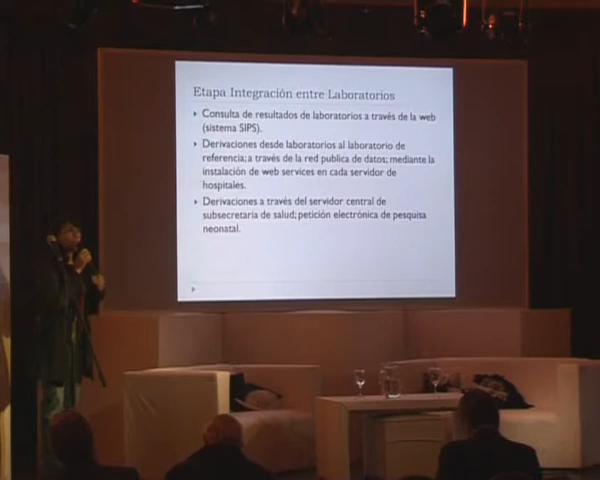 Etapa Integración entre Laboratorios
Consulta de resultados de laboratorios a través de la web
(sistema SIPS).
Derivaciones desde laboratorios al laboratorio de
referencia; a través de la red publica de datos; mediante la
instalación de web services en cada servidor de
hospitales.
Derivaciones a través del servidor central de
subsecretaria de salud; petición electrónica de pesquisa
neonatal.